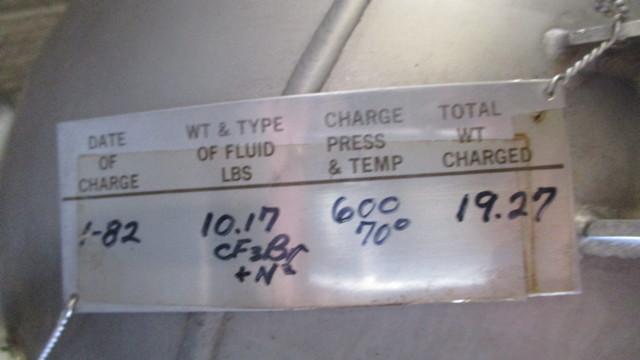 DATE OF CHARGE
WT & TYPE OF FLUID LBS
CHARGE PRESS & TEMP
TOTAL WT CHARGED
1-82
10.17
CF3Br
+ N2
600
70°
19.27